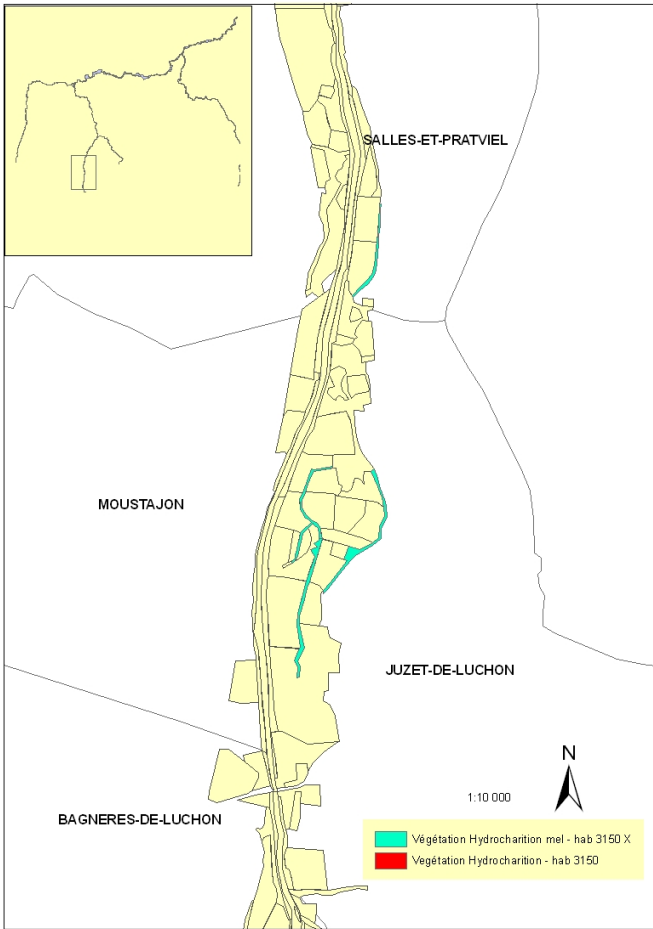 SALLES-ET-PRATVIEL
MOUSTAJON
JUZET-DE-LUCHON
N
1:10 000
BAGNERES-DE-LUCHON
Végétation Hydrocharition mel - hab 3150 X
Vegétation Hydrocharition - hab 3150